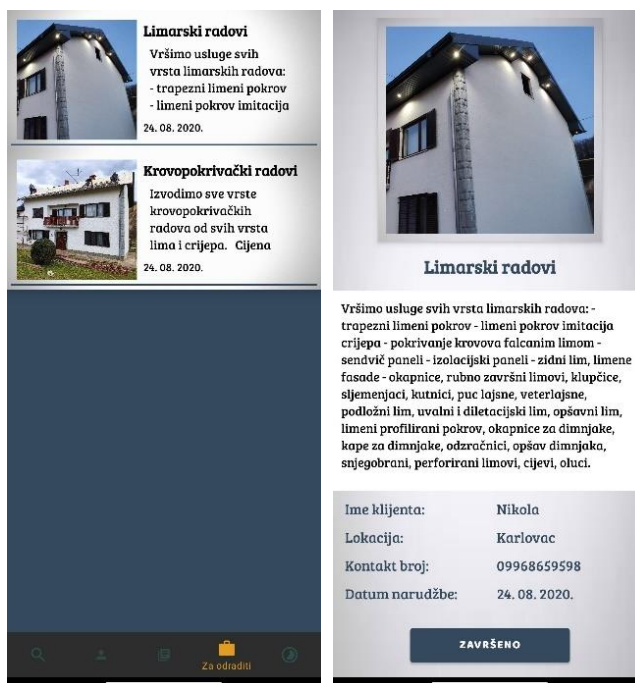 Limarski radovi
Vršimo usluge svih
vrsta limarskih radova:
- trapezni limeni pokrov
- limeni pokrov imitacija
24. 08. 2020.
Krovopokrivački radovi
Izvodimo sve vrste
krovopokrivačkih
radova od svih vrsta
lima i crijepa. Cijena
24. 08. 2020.
Za odraditi
Limarski radovi
Vršimo usluge svih vrsta limarskih radova: -
trapezni limeni pokrov - limeni pokrov imitacija
crijepa - pokrivanje krovova falcanim limom -
sendvič paneli - izolacijski paneli - zidni lim, limene
fasade - okapnice, rubno završni limovi, klupčice,
sljemenjaci, kutnici, puc lajsne, veterlajsne,
podložni lim, uvalni i diletacijski lim, opšavni lim,
limeni profilirani pokrov, okapnice za dimnjake,
kape za dimnjake, odzračnici, opšav dimnjaka,
snjegobrani, perforirani limovi, cijevi, oluci.
Ime klijenta: Nikola
Lokacija: Karlovac
Kontakt broj: 09968659598
Datum narudžbe: 24. 08. 2020.
ZAVRŠENO